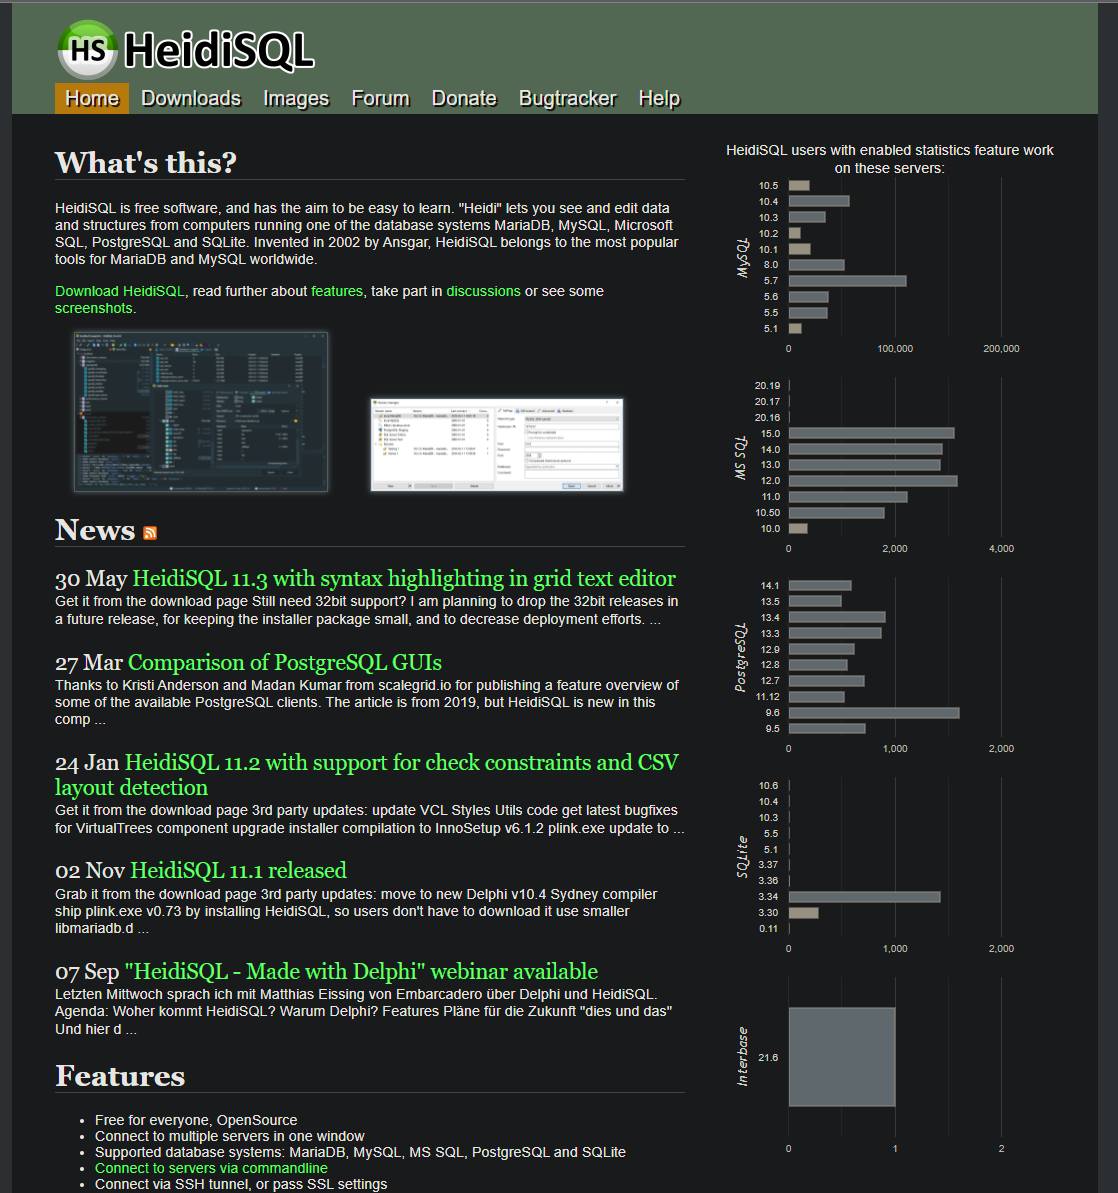 HS HeidiSQL
Home Downloads Images Forum Donate Bugtracker Help
What's this?
HeidiSQL is free software, and has the aim to be easy to learn. "Heidi" lets you see and edit data
and structures from computers running one of the database systems MariaDB, MySQL, Microsoft
SQL, PostgreSQL and SQLite. Invented in 2002 by Ansgar, HeidiSQL belongs to the most popular
tools for MariaDB and MySQL worldwide.
Download HeidiSQL, read further about features, take part in discussions or see some
screenshots.
News
30 May HeidiSQL 11.3 with syntax highlighting in grid text editor
Get it from the download page Still need 32bit support? I am planning to drop the 32bit releases in
a future release, for keeping the installer package small, and to decrease deployment efforts. ...
27 Mar Comparison of PostgreSQL GUIs
Thanks to Kristi Anderson and Madan Kumar from scalegrid.io for publishing a feature overview of
some of the available PostgreSQL clients. The article is from 2019, but HeidiSQL is new in this
comp ...
24 Jan HeidiSQL 11.2 with support for check constraints and CSV
layout detection
Get it from the download page 3rd party updates: update VCL Styles Utils code get latest bugfixes
for VirtualTrees component upgrade installer compilation to InnoSetup v6.1.2 plink.exe update to ...
02 Nov HeidiSQL 11.1 released
Grab it from the download page 3rd party updates: move to new Delphi v10.4 Sydney compiler
ship plink.exe v0.73 by installing HeidiSQL, so users don't have to download it use smaller
libmariadb.d ...
07 Sep "HeidiSQL - Made with Delphi" webinar available
Letzten Mittwoch sprach ich mit Matthias Eissing von Embarcadero über Delphi und HeidiSQL.
Agenda: Woher kommt HeidiSQL? Warum Delphi? Features Pläne für die Zukunft "dies und das"
Und hier d ...
Features
• Free for everyone, OpenSource
• Connect to multiple servers in one window
• Supported database systems: MariaDB, MySQL, MS SQL, PostgreSQL and SQLite
• Connect to servers via commandline
• Connect via SSH tunnel, or pass SSL settings
HeidiSQL users with enabled statistics feature work
on these servers:
MySQL
10.5
10.4
10.3
10.2
10.1
8.0
5.7
5.6
5.5
5.1
0 100,000 200,000
MS SQL
20.19
20.17
20.16
15.0
14.0
13.0
12.0
11.0
10.50
10.0
0 2,000 4,000
PostgreSQL
14.1
13.5
13.4
13.3
12.9
12.8
12.7
11.12
9.6
9.5
0 1,000 2,000
SQLite
10.6
10.4
10.3
5.5
5.1
3.37
3.36
3.34
3.30
0.11
0 1,000 2,000
Interbase
21.6
0 1 2